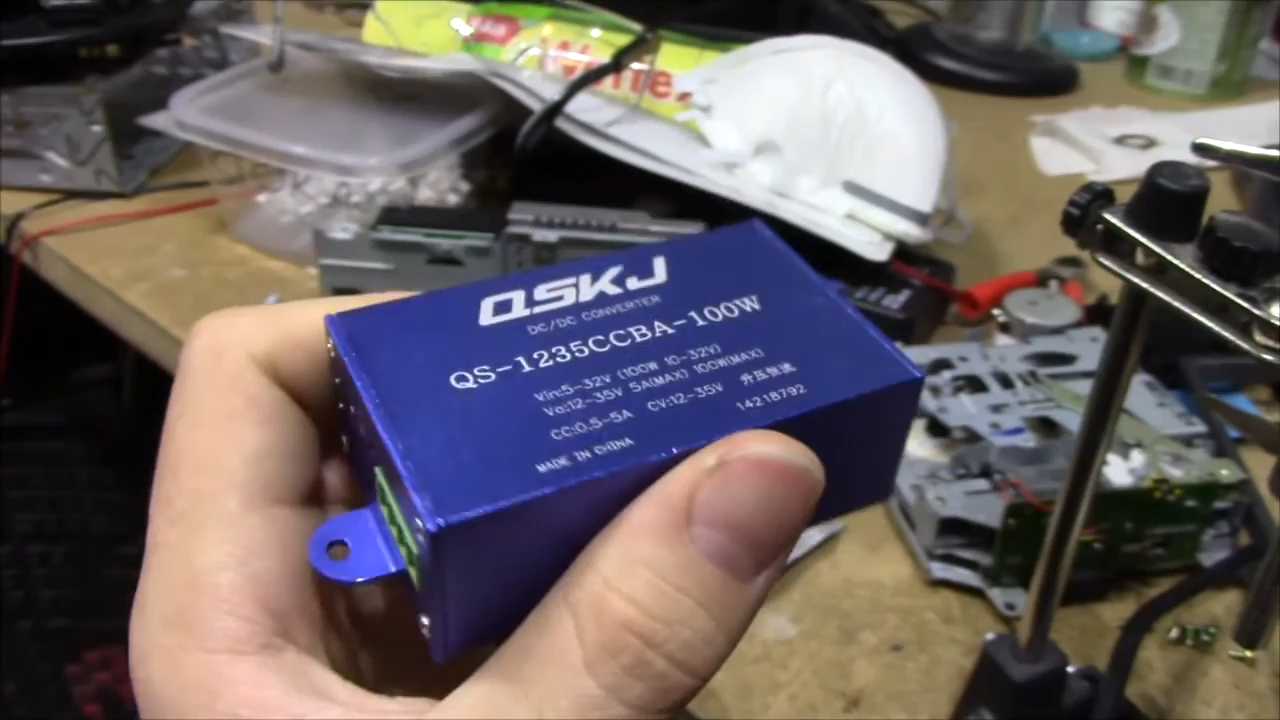 QSKJ
DC/DC CONVERTER
QS-1235CCBA-100W
Vin:5-32V (100W 10-32V)
Vo:12-35V 5A(MAX) 100W(MAX)
CC:0.5-5A CV:12-35V 升压恒流
MADE IN CHINA 14218792